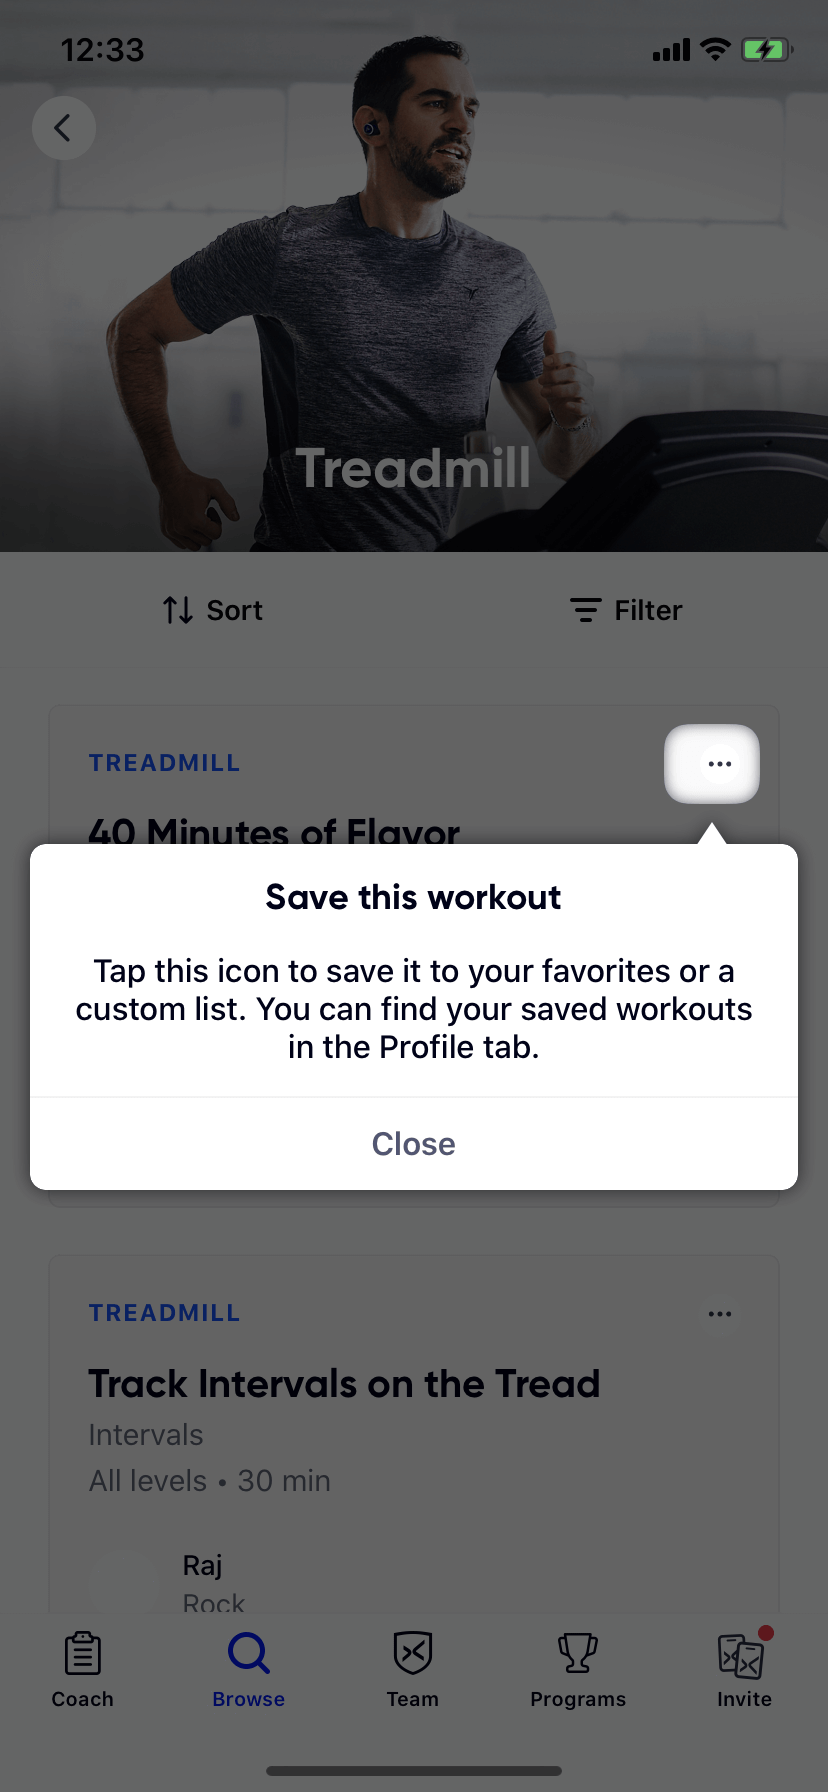 12:33
Treadmill
Sort
Filter
TREADMILL
40 Minutes of Flavor
Save this workout
Tap this icon to save it to your favorites or a
custom list. You can find your saved workouts
in the Profile tab.
Close
TREADMILL
Track Intervals on the Tread
Intervals
All levels • 30 min
Raj
Rock
Coach
Browse
Team
Programs
Invite